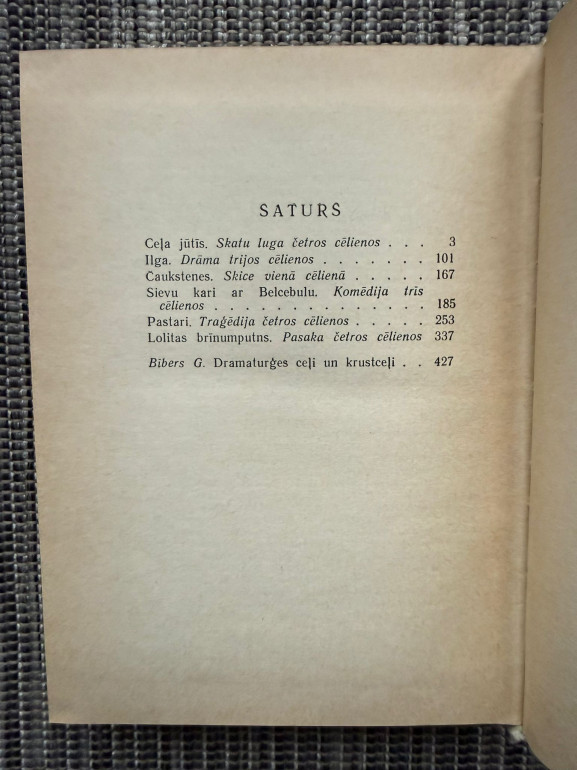 SATURS
Ceļa jūtīs. Skatu luga četros cēlienos . . . 3
Ilga. Drāma trijos cēlienos . . . . . . . 101
Caukstenes. Skice vienā cēlienā . . . . . 167
Sievu kari ar Belcebulu. Komēdija trīs
cēlienos . . . . . . . . . . . . . . 185
Pastari. Traģēdija četros cēlienos . . . . . 253
Lolitas brīnumputns. Pasaka četros cēlienos 337
Bibers G. Dramaturģes ceļi un krustceļi . . 427